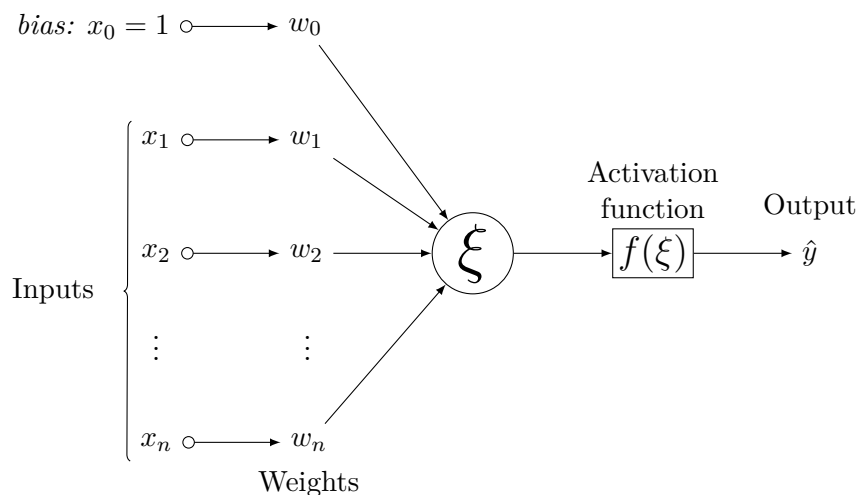 bias: x₀ = 1 w₀
x₁ w₁
Activation
function
Output
x₂ w₂ ξ f(ξ) ŷ
Inputs
⋮ ⋮
xₙ wₙ
Weights